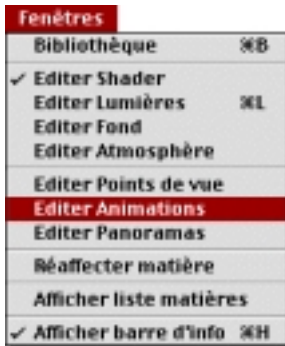 Fenêtres
Bibliothèque ⌘B
✓ Editer Shader
Editer Lumières ⌘L
Editer Fond
Editer Atmosphère
Editer Points de vue
Editer Animations
Editer Panoramas
Réaffecter matière
Afficher liste matières
✓ Afficher barre d'info ⌘H